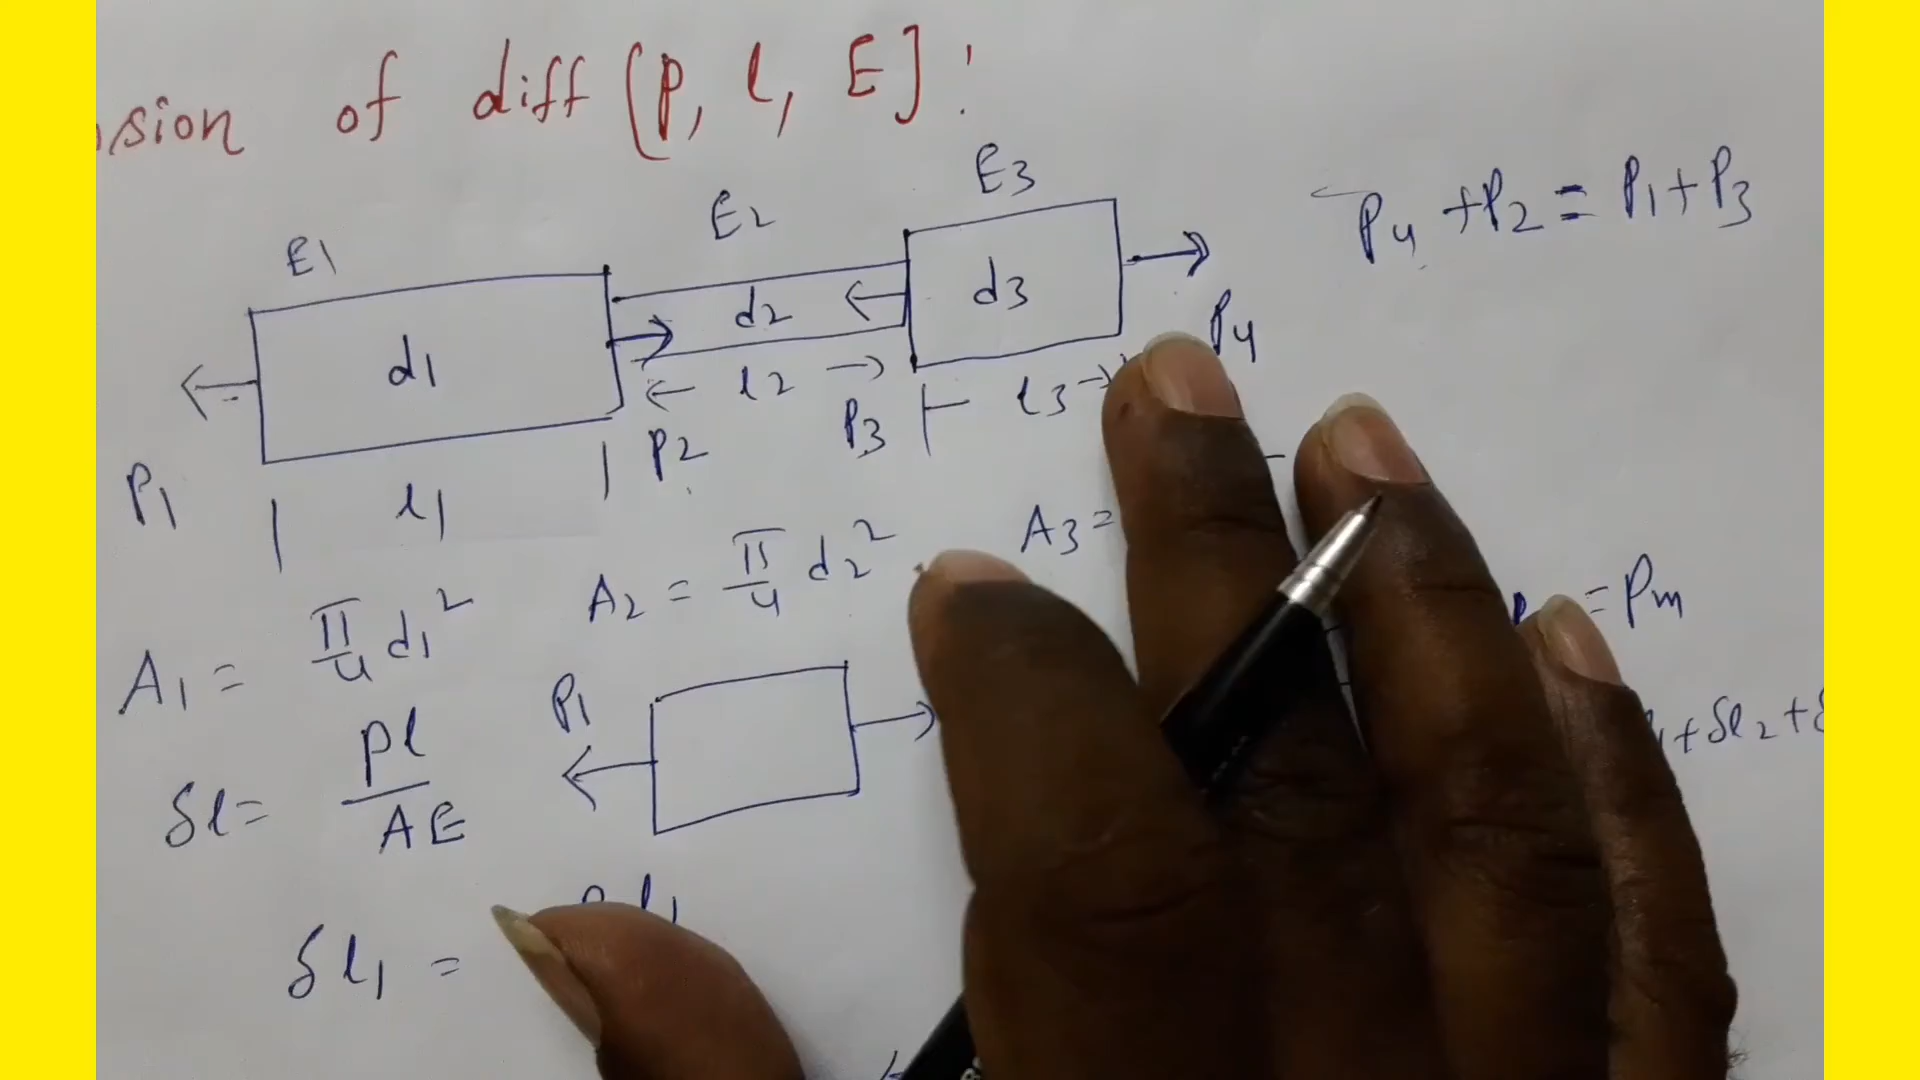 of diff (P, l, E] :
E1 E2 E3
P4 + P2 = P1 + P3
d1 d2 d3
P4
← l2 → l3 →
P1 l1 P2 P3
A1 = π/4 d1² A2 = π/4 d2² A3 =
= Pm
P1
δl = Pl/AE
+ δl2 +
δl1 =